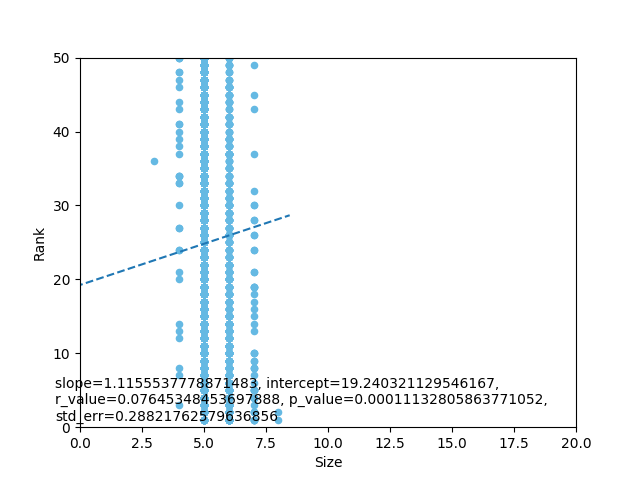 50
40
30
20
10
0
Rank
slope=1.1155537778871483, intercept=19.240321129546167,
r_value=0.07645348453697888, p_value=0.00011132805863771052,
std_err=0.28821762579636856
0.0 2.5 5.0 7.5 10.0 12.5 15.0 17.5 20.0
Size